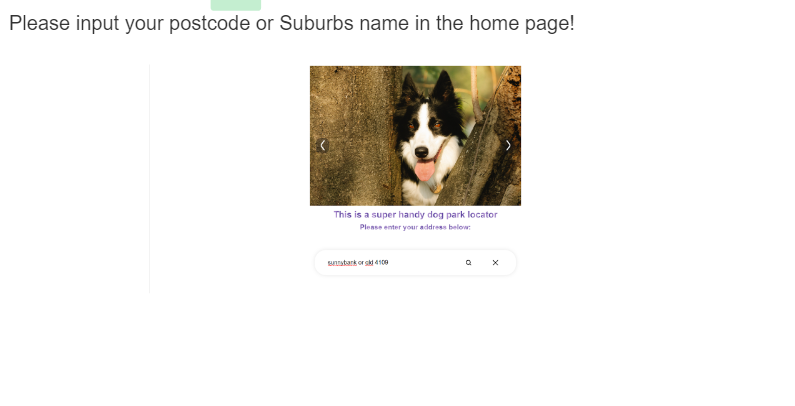 Please input your postcode or Suburbs name in the home page!
This is a super handy dog park locator
Please enter your address below:
sunnybank or qld 4109